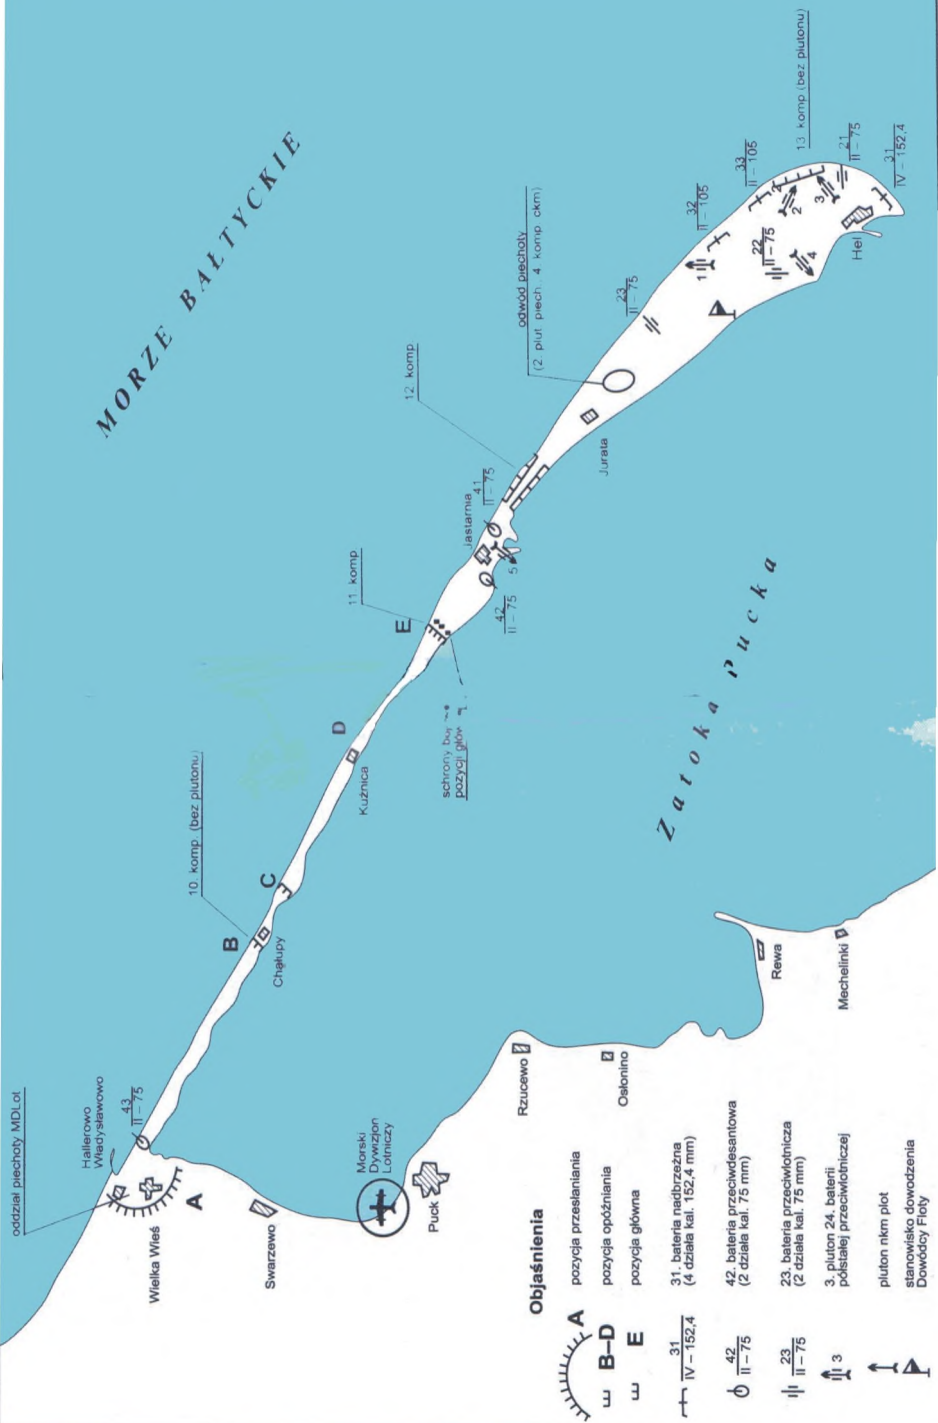 MORZE BAŁTYCKIE
Zatoka Pucka
oddział piechoty MDLot
Hallerowo
Władysławowo
43
II – 75
Wielka Wieś
A
Swarzewo
Morski
Dywizjon
Lotniczy
Puck
10. komp. (bez plutonu)
B
Chałupy
C
D
Kuźnica
11. komp
E
schrony
pozycji
42
II – 75
5
Jastarnia
41
II – 75
12. komp
Jurata
odwód piechoty
(2. plut. piech., 4. komp. ckm)
23
II – 75
32
II – 105
1
33
II – 105
22
II – 75
2
3
4
13. komp (bez plutonu)
21
II – 75
31
IV – 152,4
Hel
Rzucewo
Osłonino
Rewa
Mechelinki
Objaśnienia
A pozycja przesłaniania
B–D pozycja opóźniania
E pozycja główna
31
IV – 152,4
31. bateria nadbrzeżna
(4 działa kal. 152,4 mm)
42
II – 75
42. bateria przeciwdesantowa
(2 działa kal. 75 mm)
23
II – 75
23. bateria przeciwlotnicza
(2 działa kal. 75 mm)
3
3. pluton 24. baterii
półstałej przeciwlotniczej
pluton nkm plot
stanowisko dowodzenia
Dowódcy Floty